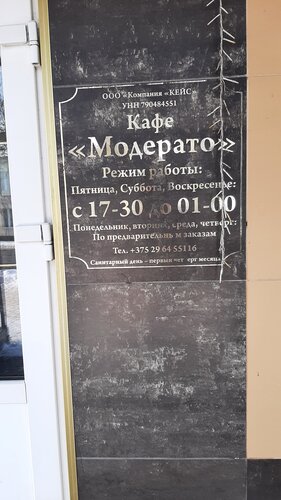 ООО «Компания «КЕЙС»
УНН 790484551
Кафе
«Модерато»
Режим работы:
Пятница, Суббота, Воскресенье:
с 17-30 до 01-00
Понедельник, вторник, среда, четверг:
По предварительным заказам
Тел. +375 29 64 55116
Санитарный день – первый четверг месяца